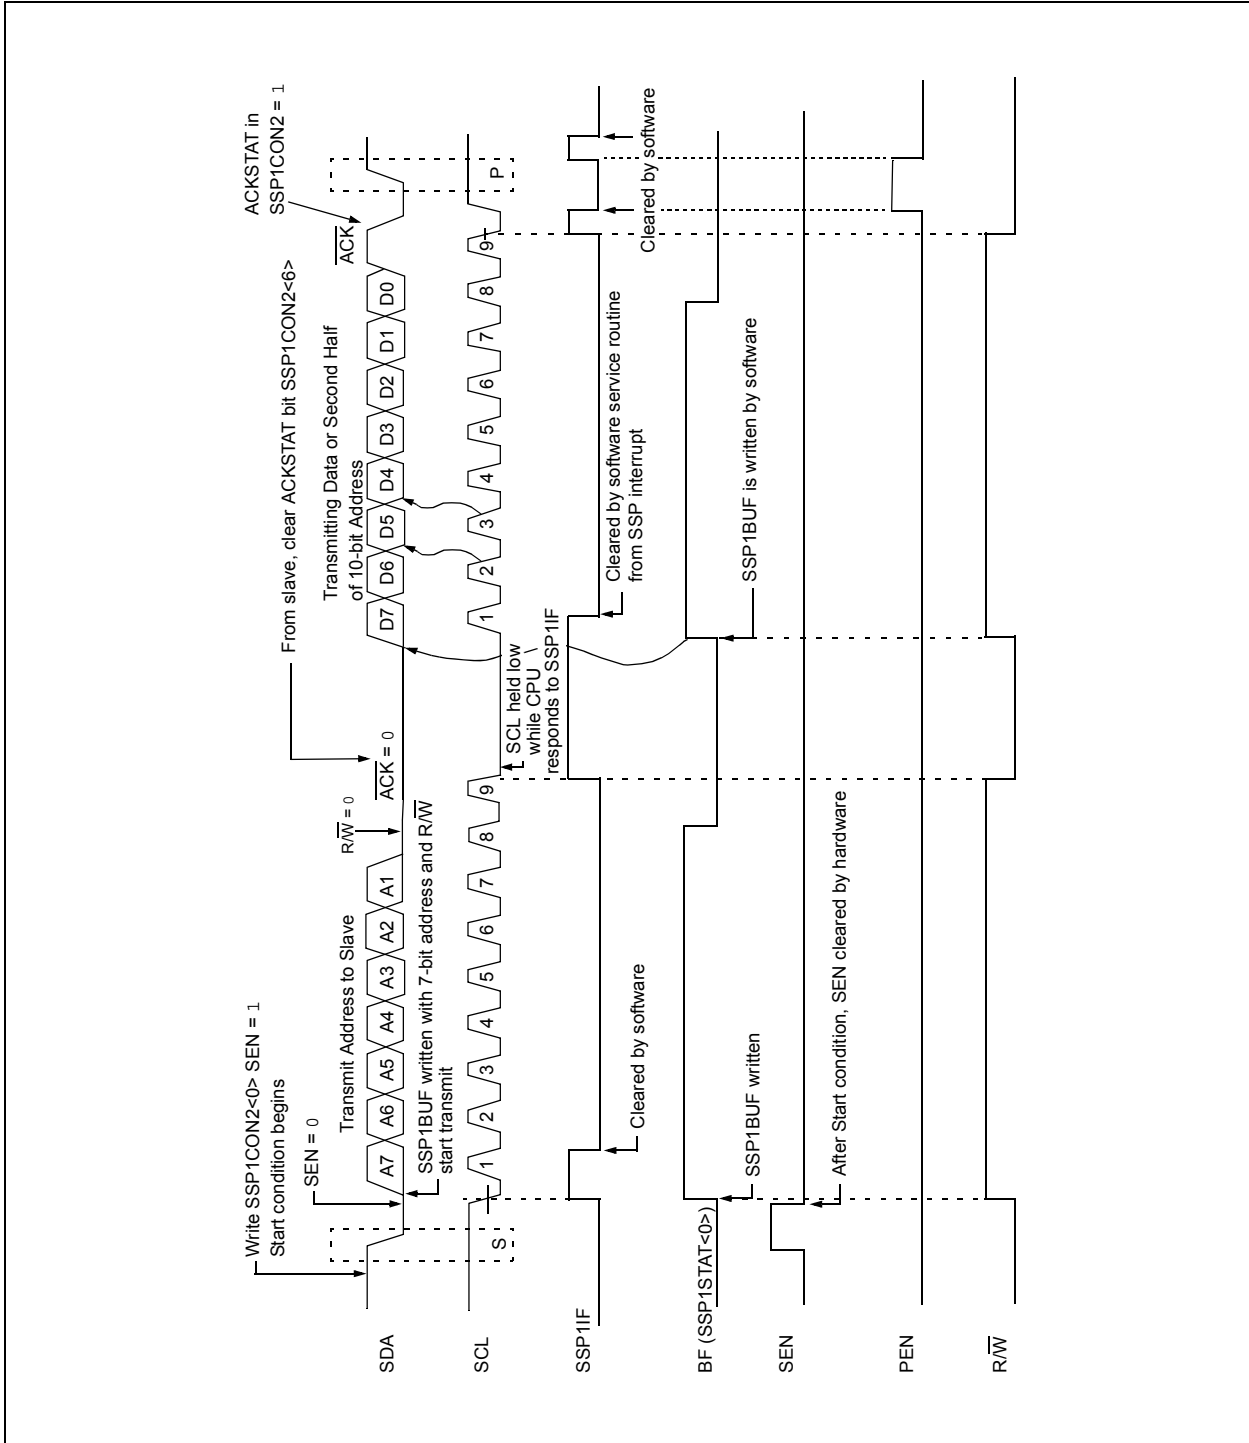 Write SSP1CON2<0> SEN = 1
Start condition begins
SEN = 0
Transmit Address to Slave
R/W = 0
From slave, clear ACKSTAT bit SSP1CON2<6>
ACK = 0
Transmitting Data or Second Half
of 10-bit Address
ACKSTAT in
SSP1CON2 = 1
ACK
SDA
A7 A6 A5 A4 A3 A2 A1
D7 D6 D5 D4 D3 D2 D1 D0
SSP1BUF written with 7-bit address and R/W
start transmit
SCL
S
1 2 3 4 5 6 7 8 9
1 2 3 4 5 6 7 8 9
P
SCL held low
while CPU
responds to SSP1IF
SSP1IF
Cleared by software
Cleared by software service routine
from SSP interrupt
Cleared by software
BF (SSP1STAT<0>)
SSP1BUF written
SSP1BUF is written by software
SEN
After Start condition, SEN cleared by hardware
PEN
R/W